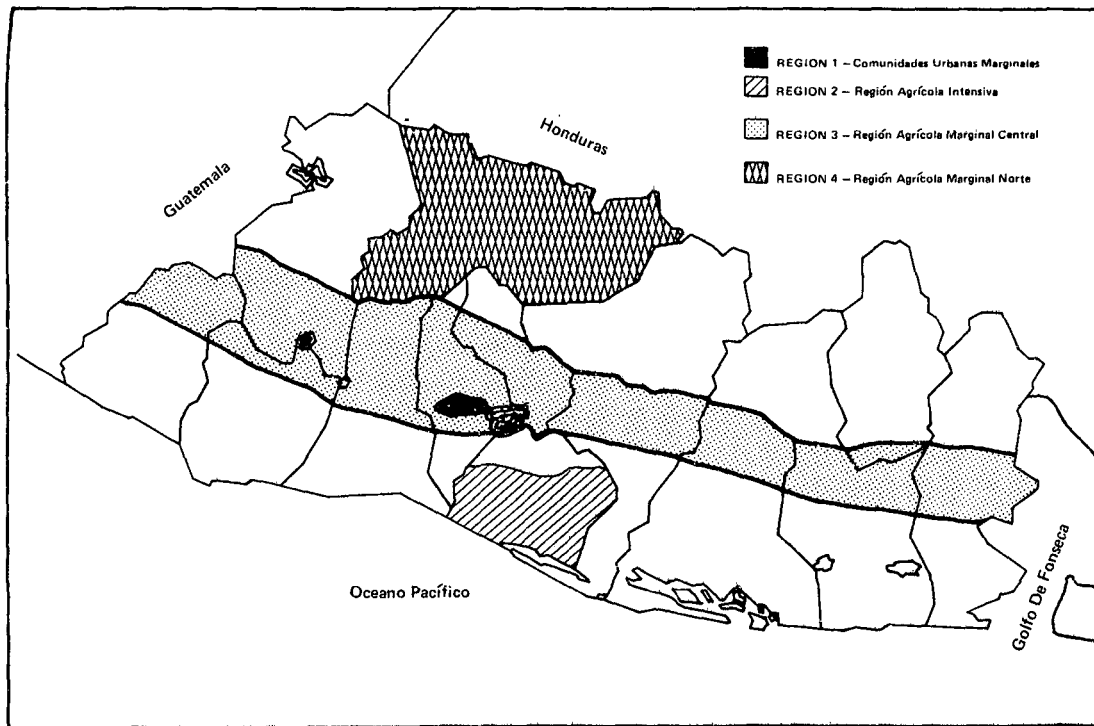 REGION 1 – Comunidades Urbanas Marginales
REGION 2 – Región Agrícola Intensiva
REGION 3 – Región Agrícola Marginal Central
REGION 4 – Región Agrícola Marginal Norte
Honduras
Guatemala
Oceano Pacífico
Golfo De Fonseca